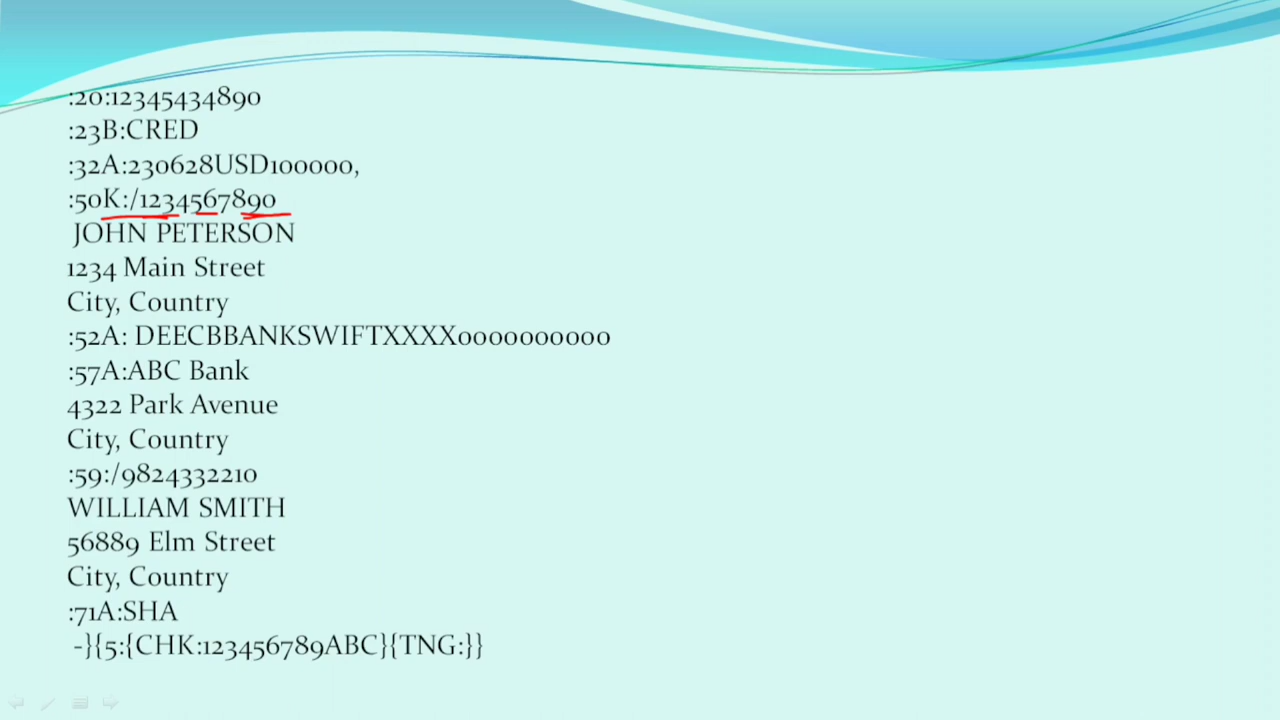 :20:12345434890
:23B:CRED
:32A:230628USD100000,
:50K:/1234567890
JOHN PETERSON
1234 Main Street
City, Country
:52A: DEECBBANKSWIFTXXXX0000000000
:57A:ABC Bank
4322 Park Avenue
City, Country
:59:/9824332210
WILLIAM SMITH
56889 Elm Street
City, Country
:71A:SHA
-}{5:{CHK:123456789ABC}{TNG:}}